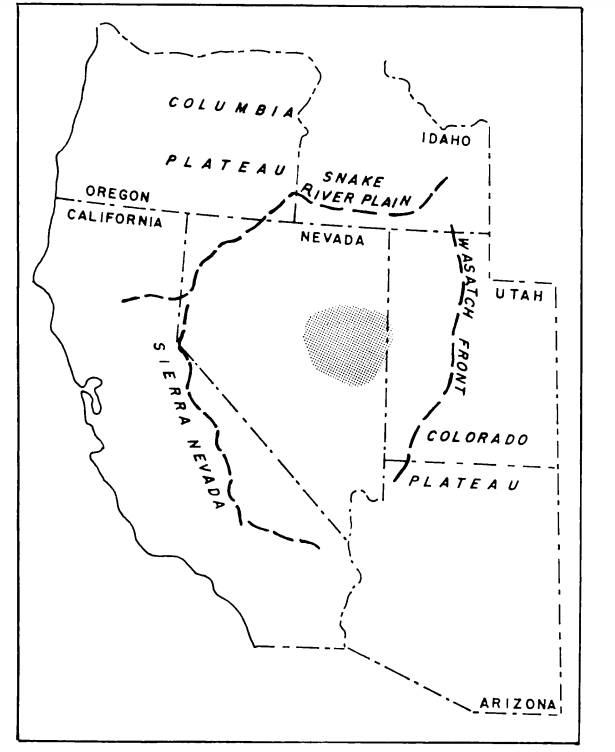 COLUMBIA
PLATEAU
IDAHO
SNAKE
RIVER PLAIN
OREGON
CALIFORNIA
NEVADA
UTAH
WASATCH FRONT
SIERRA NEVADA
COLORADO
PLATEAU
ARIZONA